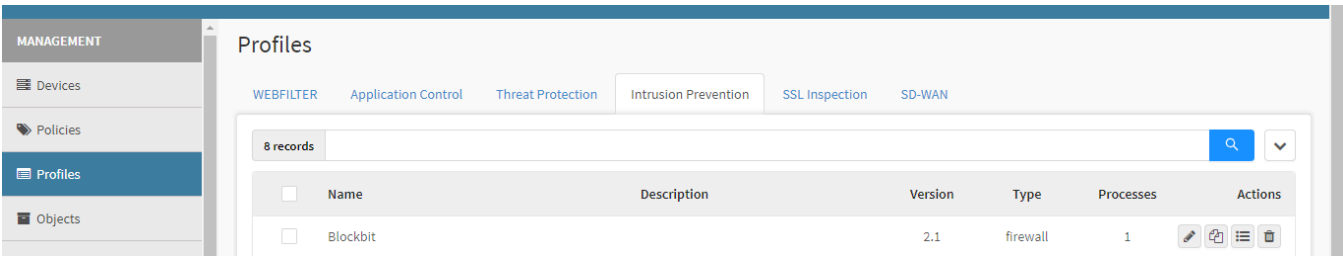 MANAGEMENT
Devices
Policies
Profiles
Objects
Profiles
WEBFILTER Application Control Threat Protection Intrusion Prevention SSL Inspection SD-WAN
8 records
Name Description Version Type Processes Actions
Blockbit 2.1 firewall 1